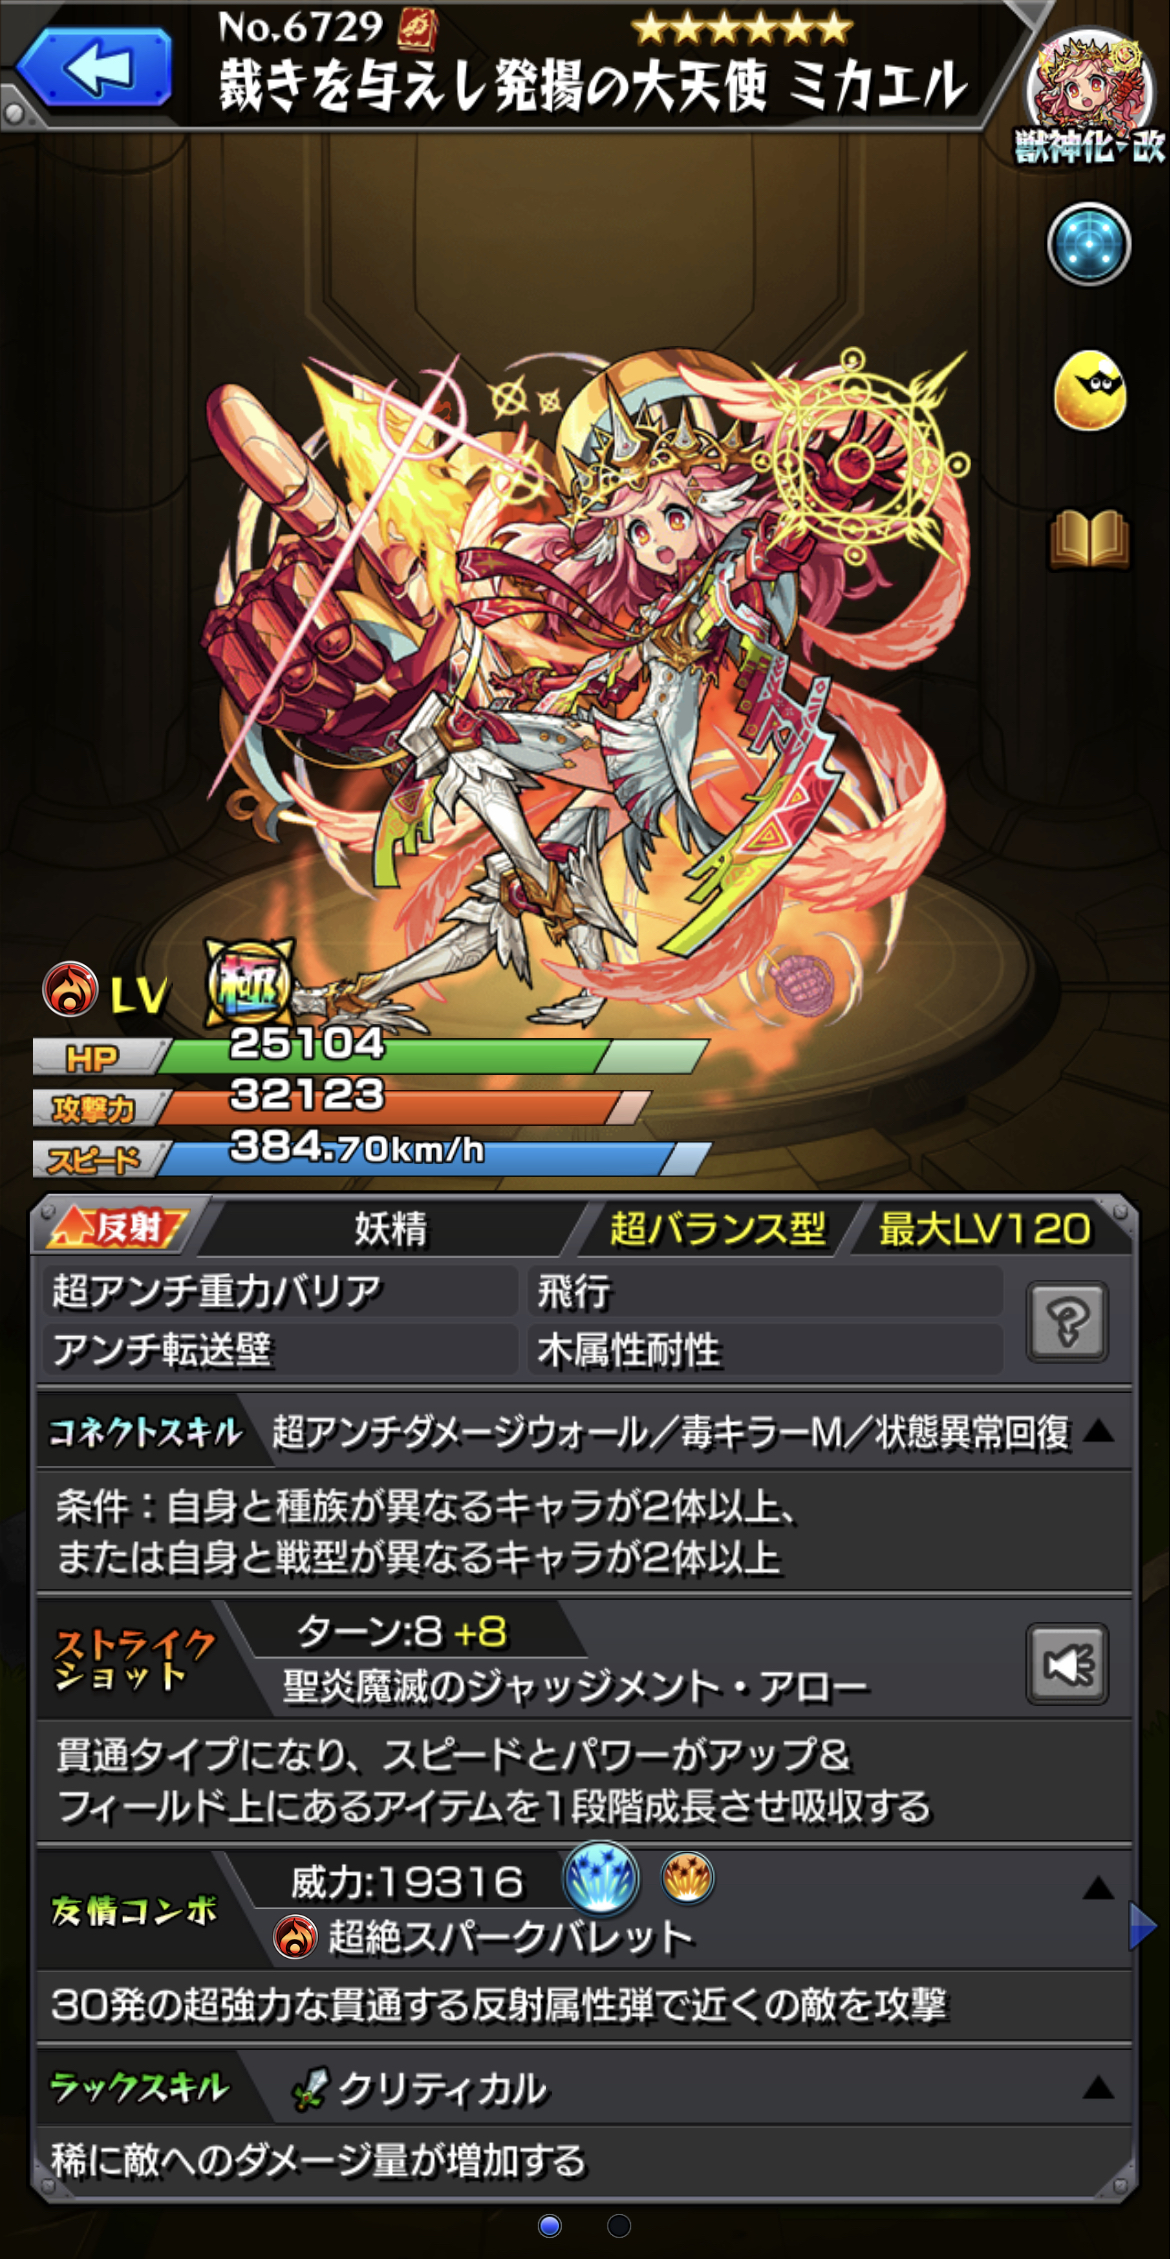 No.6729
裁きを与えし発揚の大天使 ミカエル
獣神化・改
LV 極
HP 25104
攻撃力 32123
スピード 384.70km/h
反射 妖精 超バランス型 最大LV120
超アンチ重力バリア 飛行
アンチ転送壁 木属性耐性
コネクトスキル 超アンチダメージウォール／毒キラーM／状態異常回復
条件：自身と種族が異なるキャラが2体以上、
または自身と戦型が異なるキャラが2体以上
ストライクショット ターン:8 +8
聖炎魔滅のジャッジメント・アロー
貫通タイプになり、スピードとパワーがアップ&
フィールド上にあるアイテムを1段階成長させ吸収する
友情コンボ 威力:19316
超絶スパークバレット
30発の超強力な貫通する反射属性弾で近くの敵を攻撃
ラックスキル クリティカル
稀に敵へのダメージ量が増加する